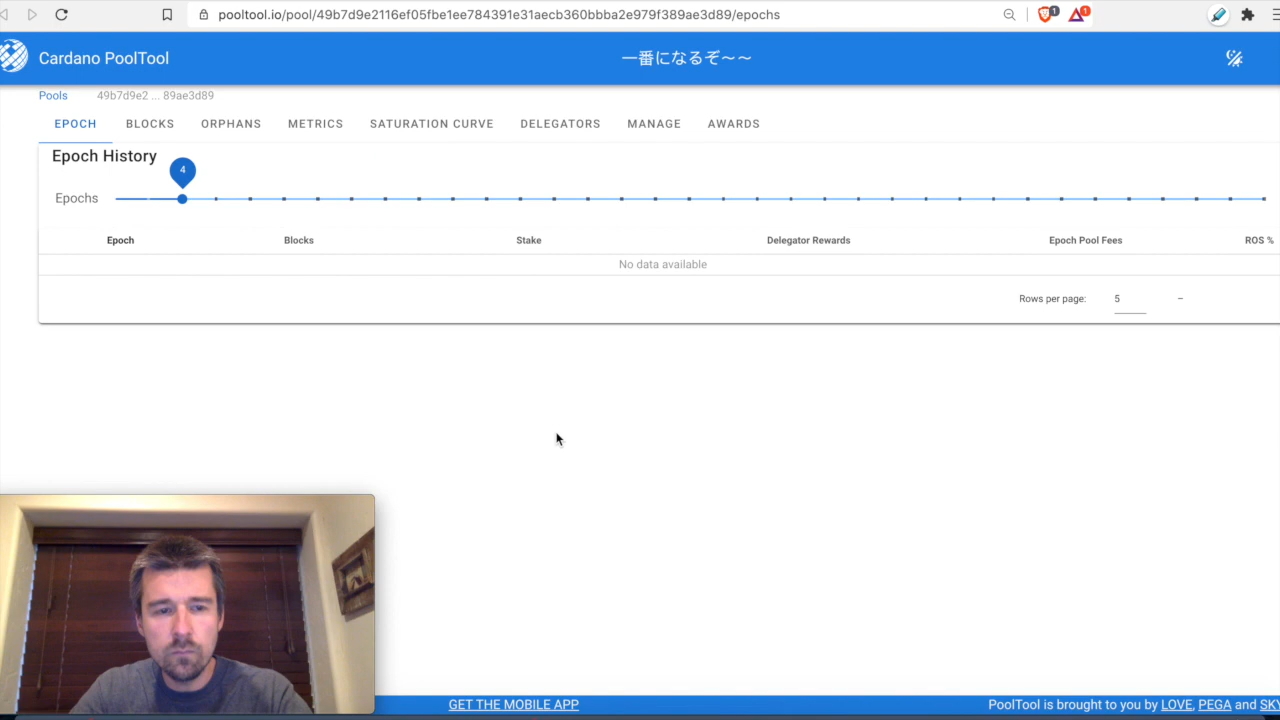 pooltool.io/pool/49b7d9e2116ef05fbe1ee784391e31aecb360bbba2e979f389ae3d89/epochs
1
1
Cardano PoolTool
一番になるぞ～～
Pools 49b7d9e2 ... 89ae3d89
EPOCH BLOCKS ORPHANS METRICS SATURATION CURVE DELEGATORS MANAGE AWARDS
Epoch History
4
Epochs
Epoch Blocks Stake Delegator Rewards Epoch Pool Fees ROS %
No data available
Rows per page: 5 –
GET THE MOBILE APP
PoolTool is brought to you by LOVE, PEGA and SKY